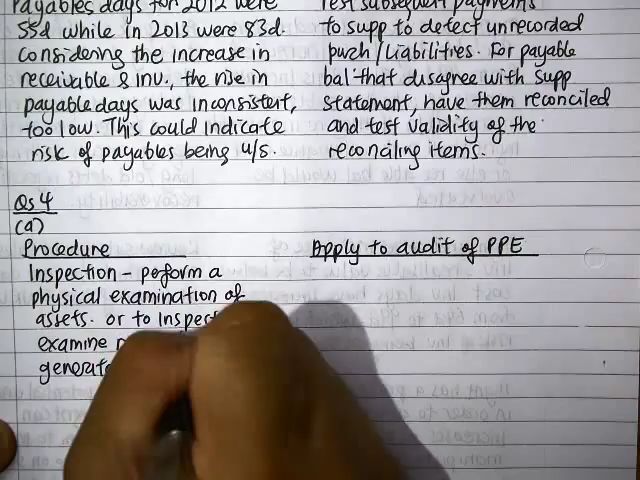 Payables days for 2012 were
55d while in 2013 were 83d.
considering the increase in
receivable & inv., the rise in
payable days was inconsistent,
too low. This could indicate
risk of payables being u/s.
Test subsequent payments
to supp to detect unrecorded
purch/Liabilities. For payable
bal that disagree with supp
statement, have them reconciled
and test validity of the
reconciling items.
Qs 4
(a)
Procedure
Apply to audit of PPE
Inspection - perform a
physical examination of
assets. or to inspect
examine